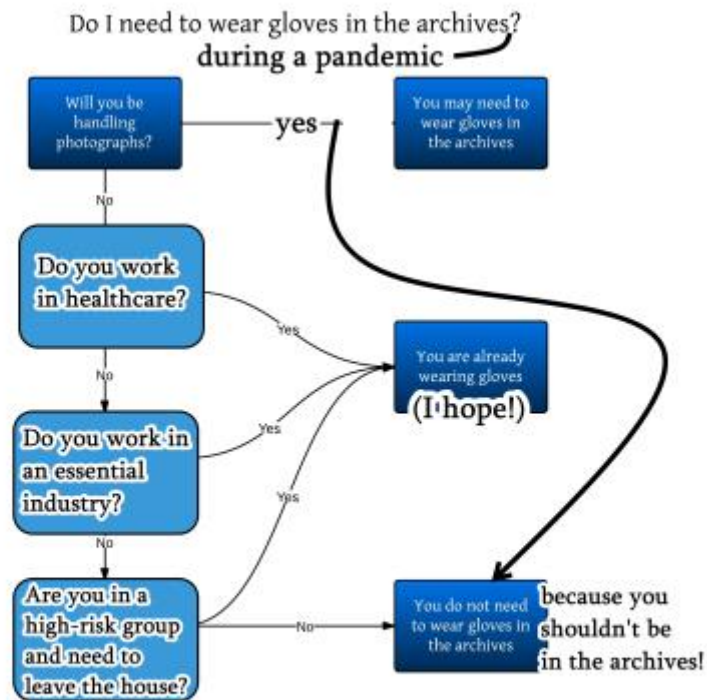 Do I need to wear gloves in the archives?
during a pandemic
Will you be
handling
photographs?
yes
You may need to
wear gloves in
the archives
No
Do you work
in healthcare?
Yes
You are already
wearing gloves
(I hope!)
No
Do you work in
an essential
industry?
Yes
Yes
No
Are you in a
high-risk group
and need to
leave the house?
No
You do not need
to wear gloves in
the archives
because you
shouldn't be
in the archives!